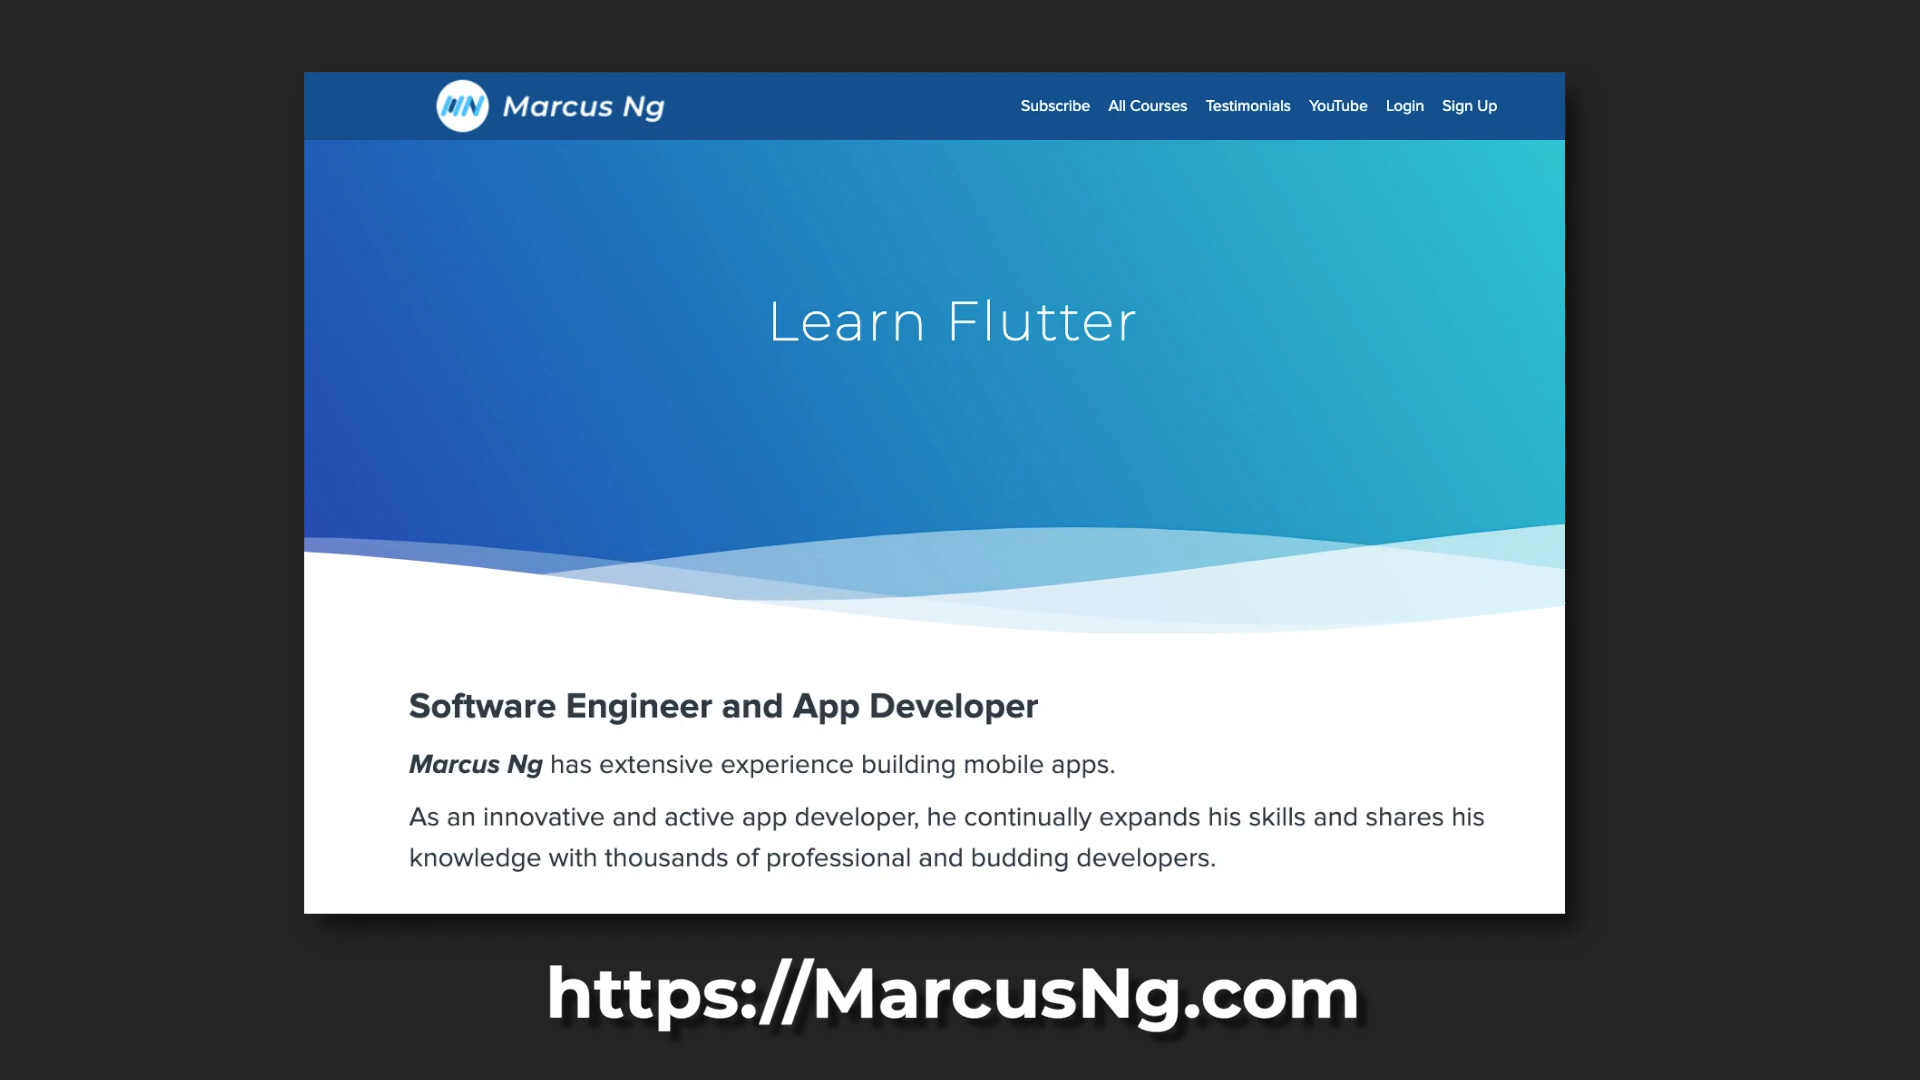 MN Marcus Ng
Subscribe All Courses Testimonials YouTube Login Sign Up
Learn Flutter
Software Engineer and App Developer
Marcus Ng has extensive experience building mobile apps.
As an innovative and active app developer, he continually expands his skills and shares his
knowledge with thousands of professional and budding developers.
https://MarcusNg.com